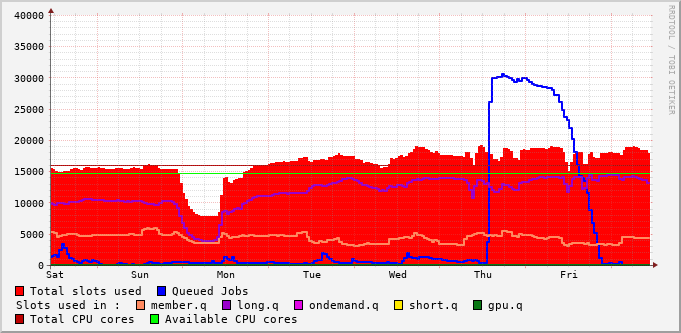 RRDTOOL / TOBI OETIKER
40000
35000
30000
25000
20000
15000
10000
5000
0
Sat Sun Mon Tue Wed Thu Fri
Total slots used Queued Jobs
Slots used in : member.q long.q ondemand.q short.q gpu.q
Total CPU cores Available CPU cores